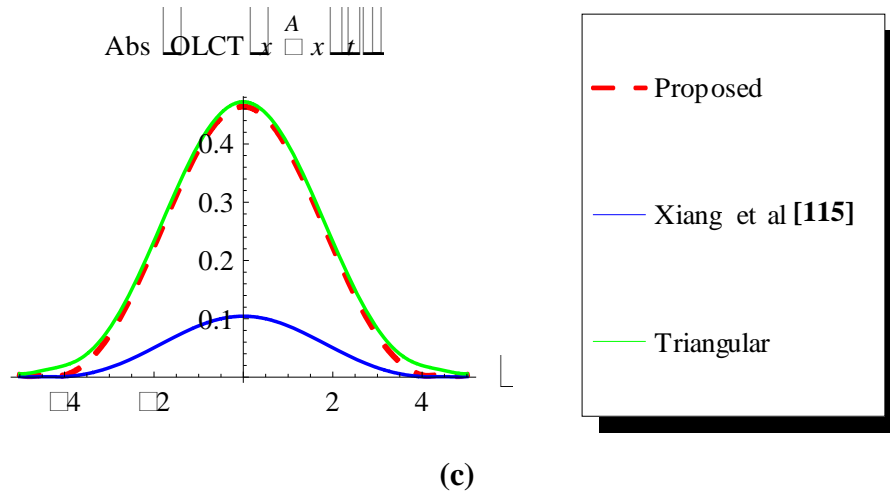 A
Abs OLCT x □ x t
Proposed
0.4
0.3
Xiang et al [115]
0.2
0.1
Triangular
□4 □2 2 4
(c)